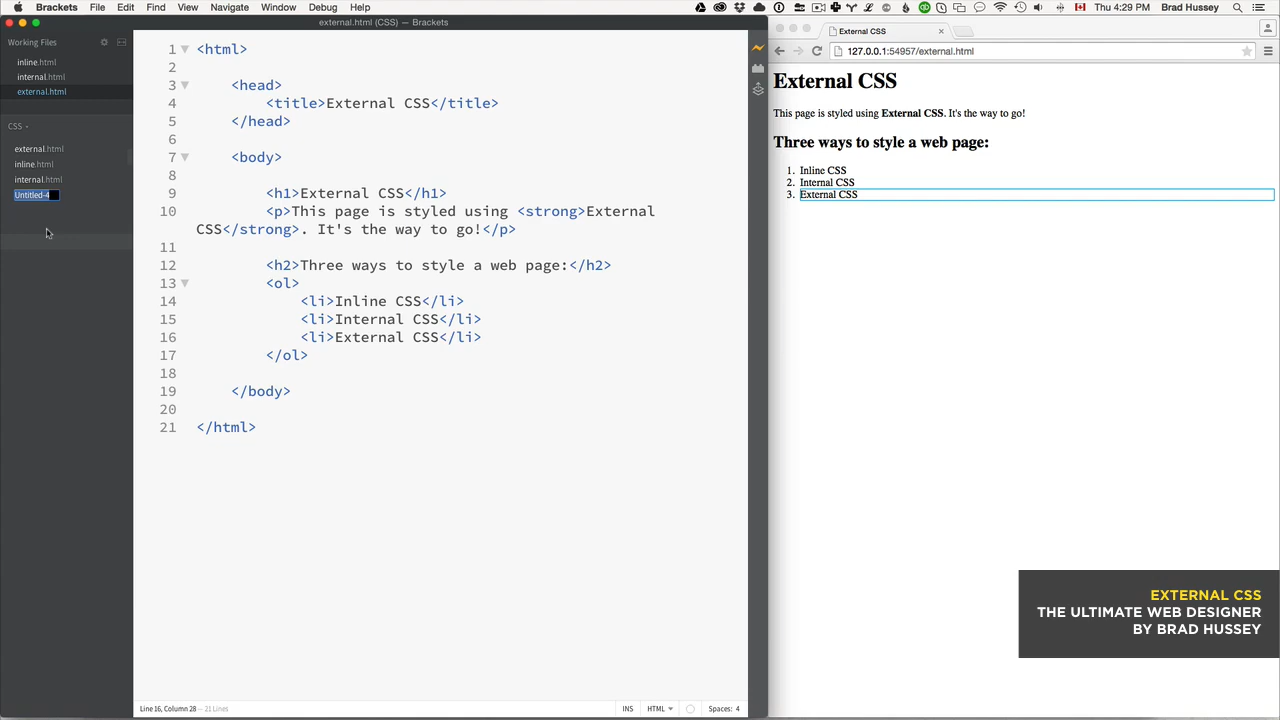 Brackets File Edit Find View Navigate Window Debug Help
Thu 4:29 PM Brad Hussey
external.html (CSS) — Brackets
Working Files
inline.html
internal.html
external.html
CSS
external.html
inline.html
internal.html
Untitled-4
1 <html>
2
3 <head>
4 <title>External CSS</title>
5 </head>
6
7 <body>
8
9 <h1>External CSS</h1>
10 <p>This page is styled using <strong>External
CSS</strong>. It's the way to go!</p>
11
12 <h2>Three ways to style a web page:</h2>
13 <ol>
14 <li>Inline CSS</li>
15 <li>Internal CSS</li>
16 <li>External CSS</li>
17 </ol>
18
19 </body>
20
21 </html>
Line 16, Column 28 — 21 Lines
INS HTML Spaces: 4
External CSS
127.0.0.1:54957/external.html
External CSS
This page is styled using External CSS. It's the way to go!
Three ways to style a web page:
1. Inline CSS
2. Internal CSS
3. External CSS
EXTERNAL CSS
THE ULTIMATE WEB DESIGNER
BY BRAD HUSSEY